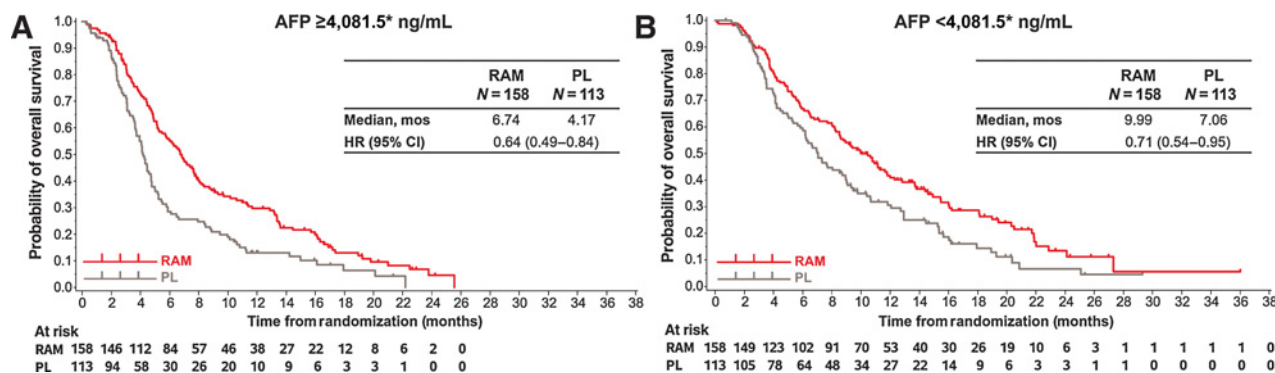 A
AFP ≥4,081.5* ng/mL
Probability of overall survival
1.0
0.9
0.8
0.7
0.6
0.5
0.4
0.3
0.2
0.1
0.0
RAM PL
N = 158 N = 113
Median, mos 6.74 4.17
HR (95% CI) 0.64 (0.49–0.84)
RAM
PL
0 2 4 6 8 10 12 14 16 18 20 22 24 26 28 30 32 34 36 38
Time from randomization (months)
At risk
RAM 158 146 112 84 57 46 38 27 22 12 8 6 2 0
PL 113 94 58 30 26 20 10 9 6 3 3 1 0 0
B
AFP <4,081.5* ng/mL
Probability of overall survival
1.0
0.9
0.8
0.7
0.6
0.5
0.4
0.3
0.2
0.1
0.0
RAM PL
N = 158 N = 113
Median, mos 9.99 7.06
HR (95% CI) 0.71 (0.54–0.95)
RAM
PL
0 2 4 6 8 10 12 14 16 18 20 22 24 26 28 30 32 34 36 38
Time from randomization (months)
At risk
RAM 158 149 123 102 91 70 53 40 30 26 19 10 6 3 1 1 1 1 1 0
PL 113 105 78 64 48 34 27 22 14 9 6 3 3 1 1 0 0 0 0 0